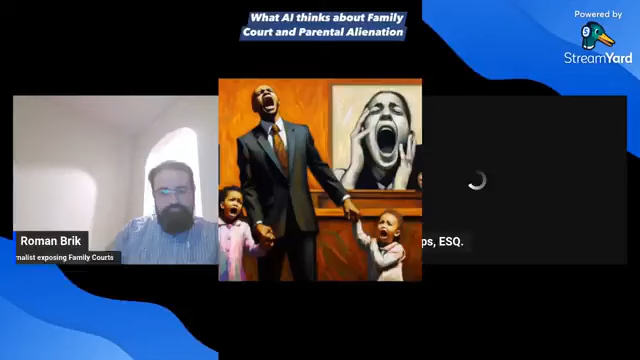 What AI thinks about Family
Court and Parental Alienation
Powered by
StreamYard
Roman Brik
rnalist exposing Family Courts
ps, ESQ.